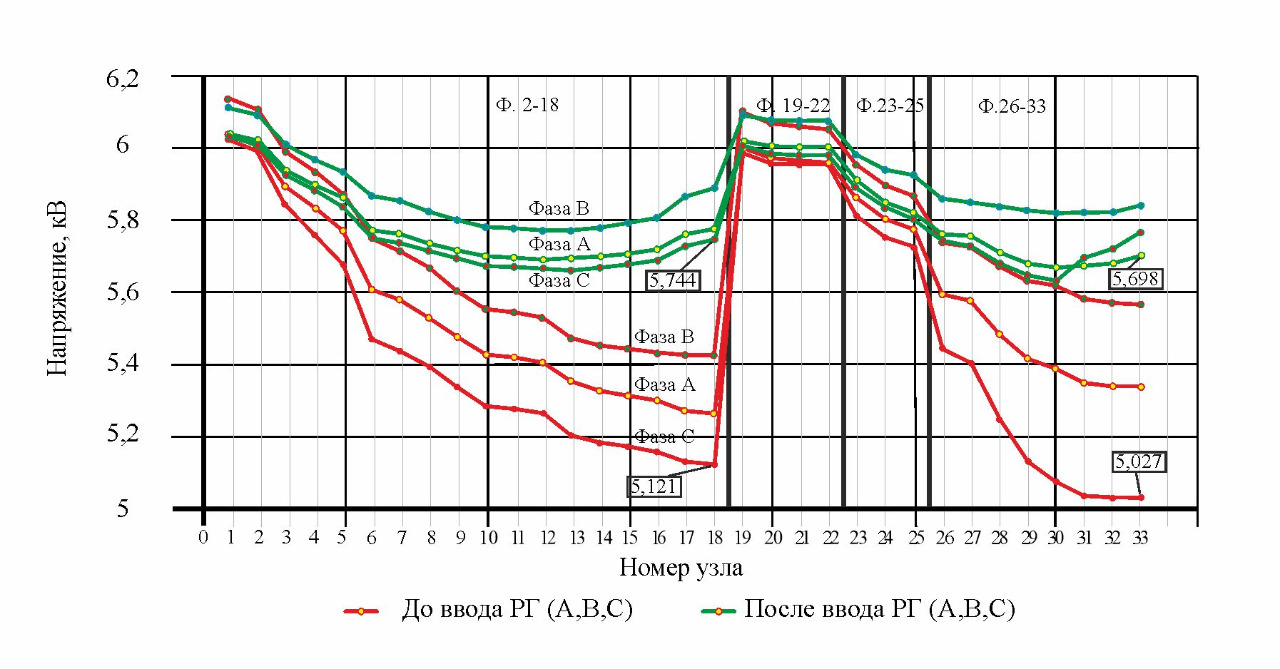 6,2
6
5,8
5,6
5,4
5,2
5
Напряжение, кВ
Ф. 2-18
Ф. 19-22
Ф.23-25
Ф.26-33
Фаза В
Фаза А
Фаза С
5,744
5,698
Фаза В
Фаза А
Фаза С
5,121
5,027
0 1 2 3 4 5 6 7 8 9 10 11 12 13 14 15 16 17 18 19 20 21 22 23 24 25 26 27 28 29 30 31 32 33
Номер узла
До ввода РГ (А,В,С)
После ввода РГ (А,В,С)